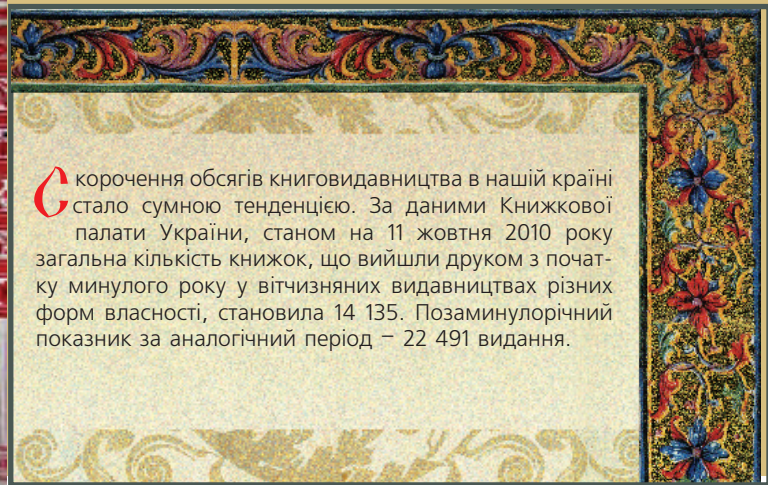 Скорочення обсягів книговидавництва в нашій країні
стало сумною тенденцією. За даними Книжкової
палати України, станом на 11 жовтня 2010 року
загальна кількість книжок, що вийшли друком з почат-
ку минулого року у вітчизняних видавництвах різних
форм власності, становила 14 135. Позаминулорічний
показник за аналогічний період – 22 491 видання.